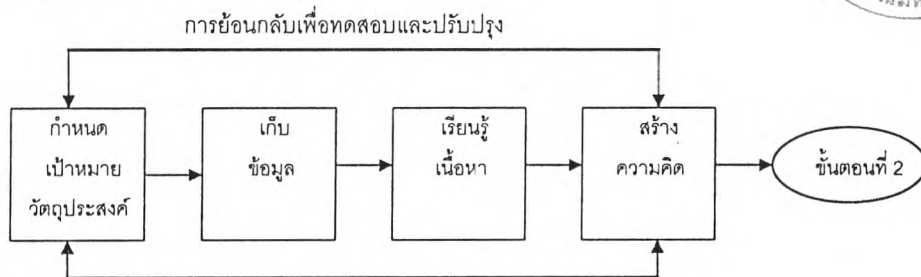 การย้อนกลับเพื่อทดสอบและปรับปรุง
กำหนด
เป้าหมาย
วัตถุประสงค์
เก็บ
ข้อมูล
เรียนรู้
เนื้อหา
สร้าง
ความคิด
ขั้นตอนที่ 2